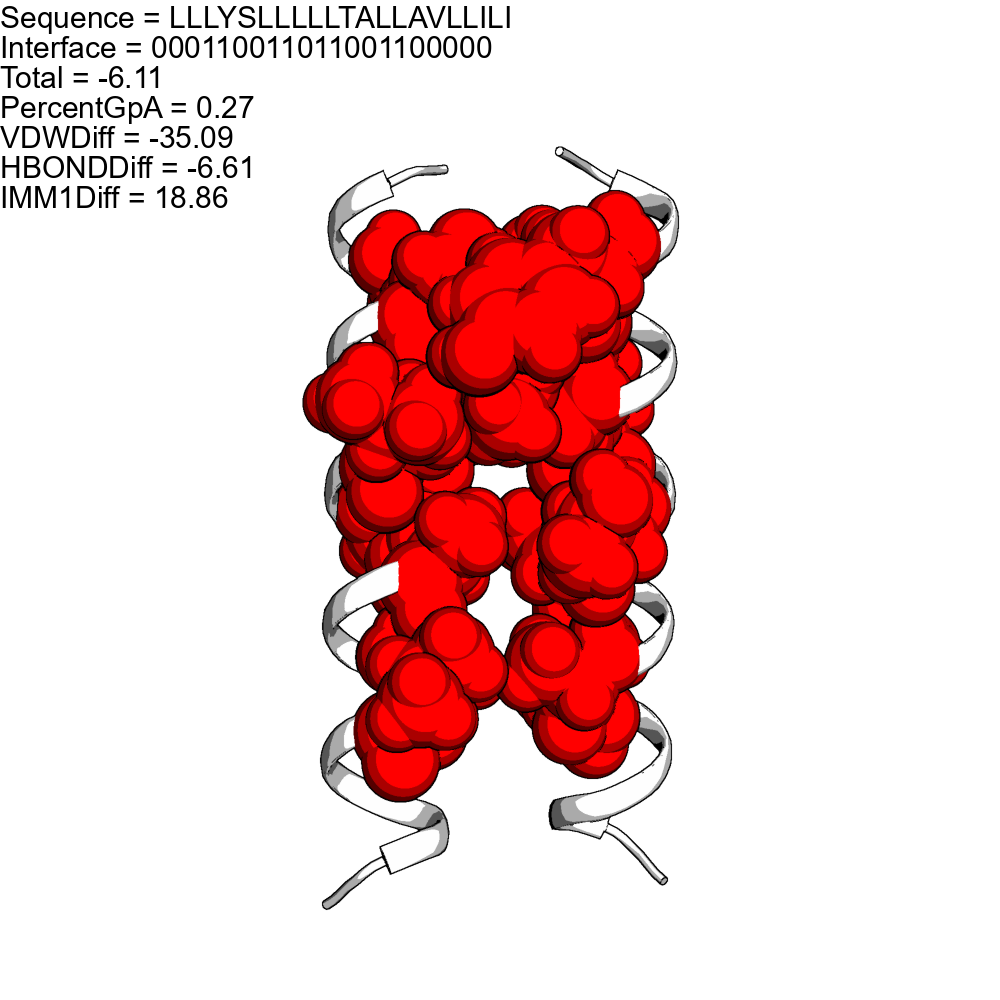 Sequence = LLLYSLLLLLTALLAVLLILI
Interface = 000110011011001100000
Total = -6.11
PercentGpA = 0.27
VDWDiff = -35.09
HBONDDiff = -6.61
IMM1Diff = 18.86